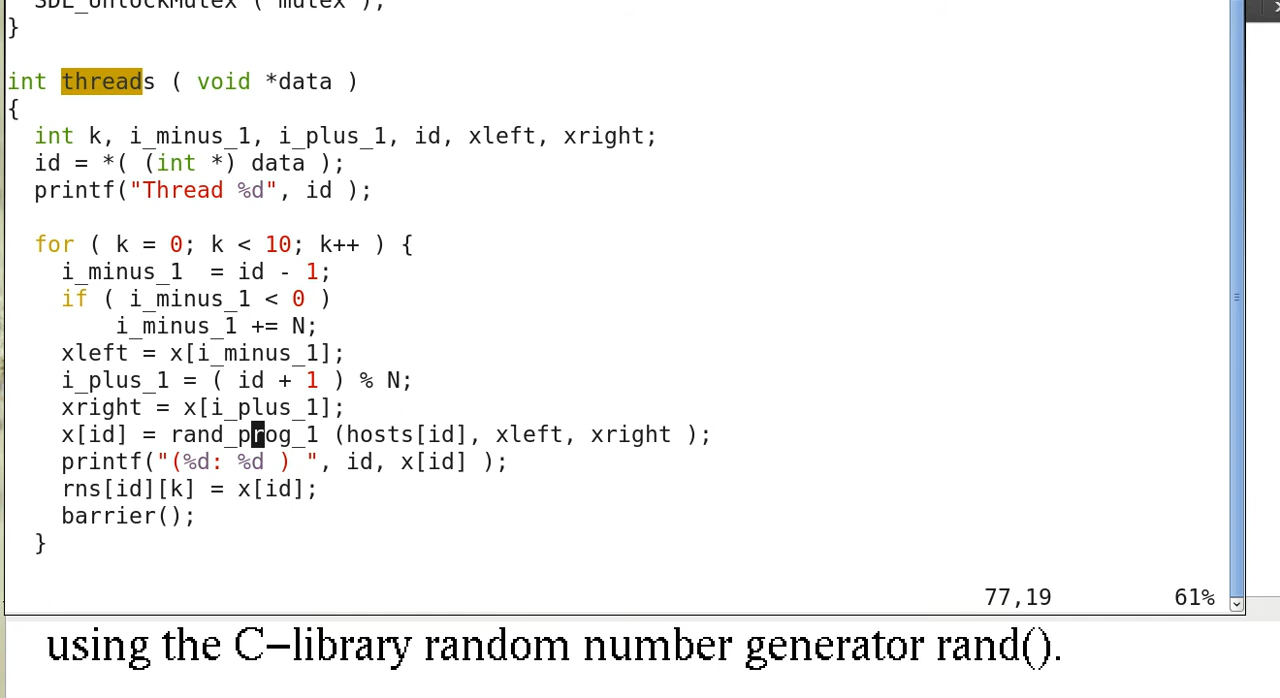 SDL_UnlockMutex ( mutex );
}
int threads ( void *data )
{
int k, i_minus_1, i_plus_1, id, xleft, xright;
id = *( (int *) data );
printf("Thread %d", id );
for ( k = 0; k < 10; k++ ) {
i_minus_1  = id - 1;
if ( i_minus_1 < 0 )
i_minus_1 += N;
xleft = x[i_minus_1];
i_plus_1 = ( id + 1 ) % N;
xright = x[i_plus_1];
x[id] = rand_prog_1 (hosts[id], xleft, xright );
printf("(%d: %d ) ", id, x[id] );
rns[id][k] = x[id];
barrier();
}
77,19 61%
using the C−library random number generator rand().